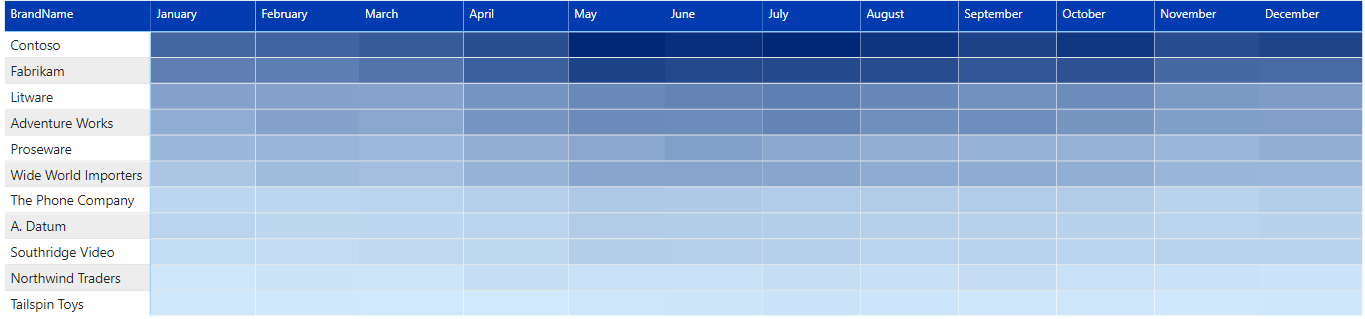 BrandName January February March April May June July August September October November December
Contoso
Fabrikam
Litware
Adventure Works
Proseware
Wide World Importers
The Phone Company
A. Datum
Southridge Video
Northwind Traders
Tailspin Toys